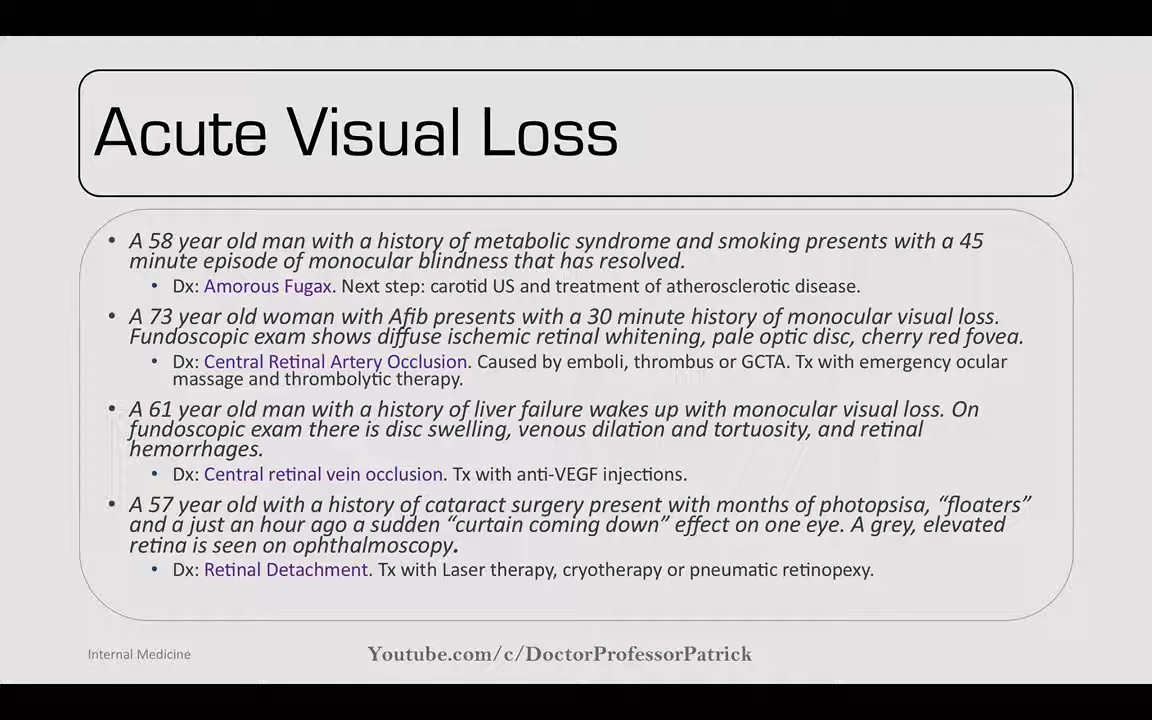 Acute Visual Loss
• A 58 year old man with a history of metabolic syndrome and smoking presents with a 45
minute episode of monocular blindness that has resolved.
• Dx: Amorous Fugax. Next step: carotid US and treatment of atherosclerotic disease.
• A 73 year old woman with Afib presents with a 30 minute history of monocular visual loss.
Fundoscopic exam shows diffuse ischemic retinal whitening, pale optic disc, cherry red fovea.
• Dx: Central Retinal Artery Occlusion. Caused by emboli, thrombus or GCTA. Tx with emergency ocular
massage and thrombolytic therapy.
• A 61 year old man with a history of liver failure wakes up with monocular visual loss. On
fundoscopic exam there is disc swelling, venous dilation and tortuosity, and retinal
hemorrhages.
• Dx: Central retinal vein occlusion. Tx with anti-VEGF injections.
• A 57 year old with a history of cataract surgery present with months of photopsisa, “floaters”
and a just an hour ago a sudden “curtain coming down” effect on one eye. A grey, elevated
retina is seen on ophthalmoscopy.
• Dx: Retinal Detachment. Tx with Laser therapy, cryotherapy or pneumatic retinopexy.
Internal Medicine
Youtube.com/c/DoctorProfessorPatrick